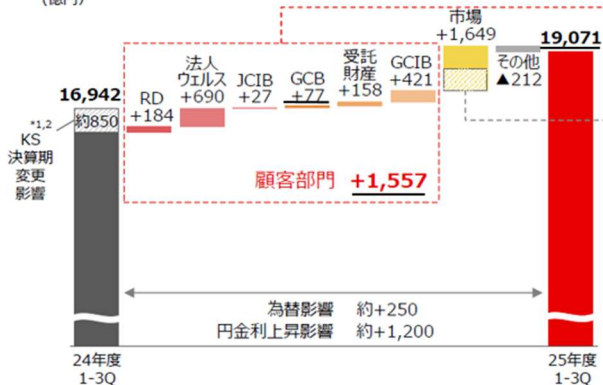 (億円)
市場
+1,649
19,071
その他
▲212
法人
ウェルス
+690
JCIB
+27
GCB
+77
受託
財産
+158
GCIB
+421
RD
+184
16,942
約850
*1,2
KS
決算期
変更
影響
顧客部門 +1,557
為替影響 約+250
円金利上昇影響 約+1,200
24年度
1-3Q
25年度
1-3Q